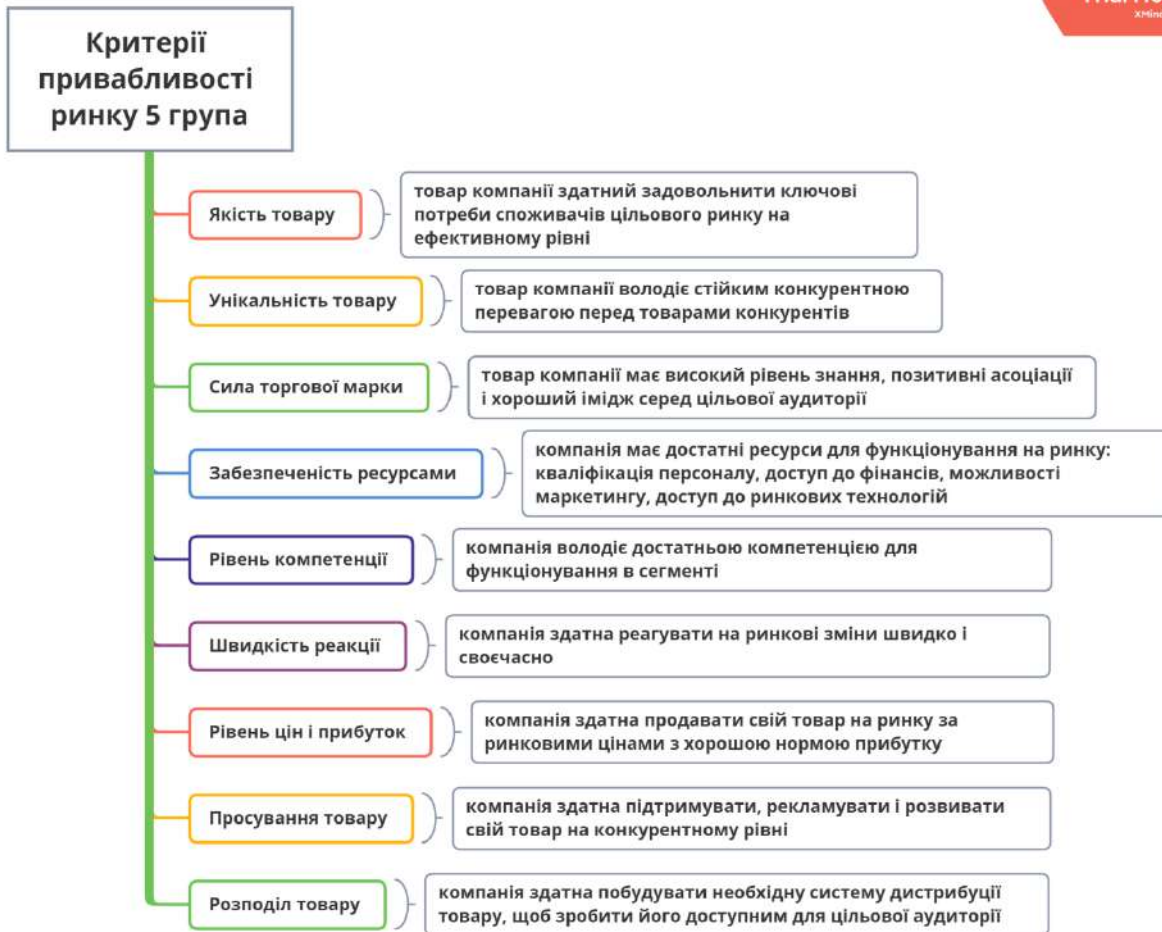 Критерії
привабливості
ринку 5 група
Якість товару
товар компанії здатний задовольнити ключові
потреби споживачів цільового ринку на
ефективному рівні
Унікальність товару
товар компанії володіє стійким конкурентною
перевагою перед товарами конкурентів
Сила торгової марки
товар компанії має високий рівень знання, позитивні асоціації
і хороший імідж серед цільової аудиторії
Забезпеченість ресурсами
компанія має достатні ресурси для функціонування на ринку:
кваліфікація персоналу, доступ до фінансів, можливості
маркетингу, доступ до ринкових технологій
Рівень компетенції
компанія володіє достатньою компетенцією для
функціонування в сегменті
Швидкість реакції
компанія здатна реагувати на ринкові зміни швидко і
своєчасно
Рівень цін і прибуток
компанія здатна продавати свій товар на ринку за
ринковими цінами з хорошою нормою прибутку
Просування товару
компанія здатна підтримувати, рекламувати і розвивати
свій товар на конкурентному рівні
Розподіл товару
компанія здатна побудувати необхідну систему дистрибуції
товару, щоб зробити його доступним для цільової аудиторії